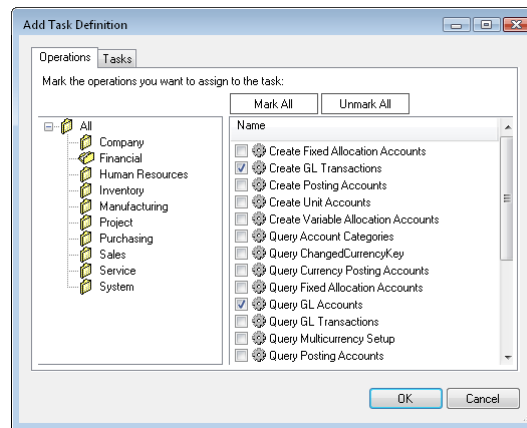 Add Task Definition
Operations
Tasks
Mark the operations you want to assign to the task:
Mark All
Unmark All
All
Company
Financial
Human Resources
Inventory
Manufacturing
Project
Purchasing
Sales
Service
System
Name
Create Fixed Allocation Accounts
Create GL Transactions
Create Posting Accounts
Create Unit Accounts
Create Variable Allocation Accounts
Query Account Categories
Query ChangedCurrencyKey
Query Currency Posting Accounts
Query Fixed Allocation Accounts
Query GL Accounts
Query GL Transactions
Query Multicurrency Setup
Query Posting Accounts
OK
Cancel